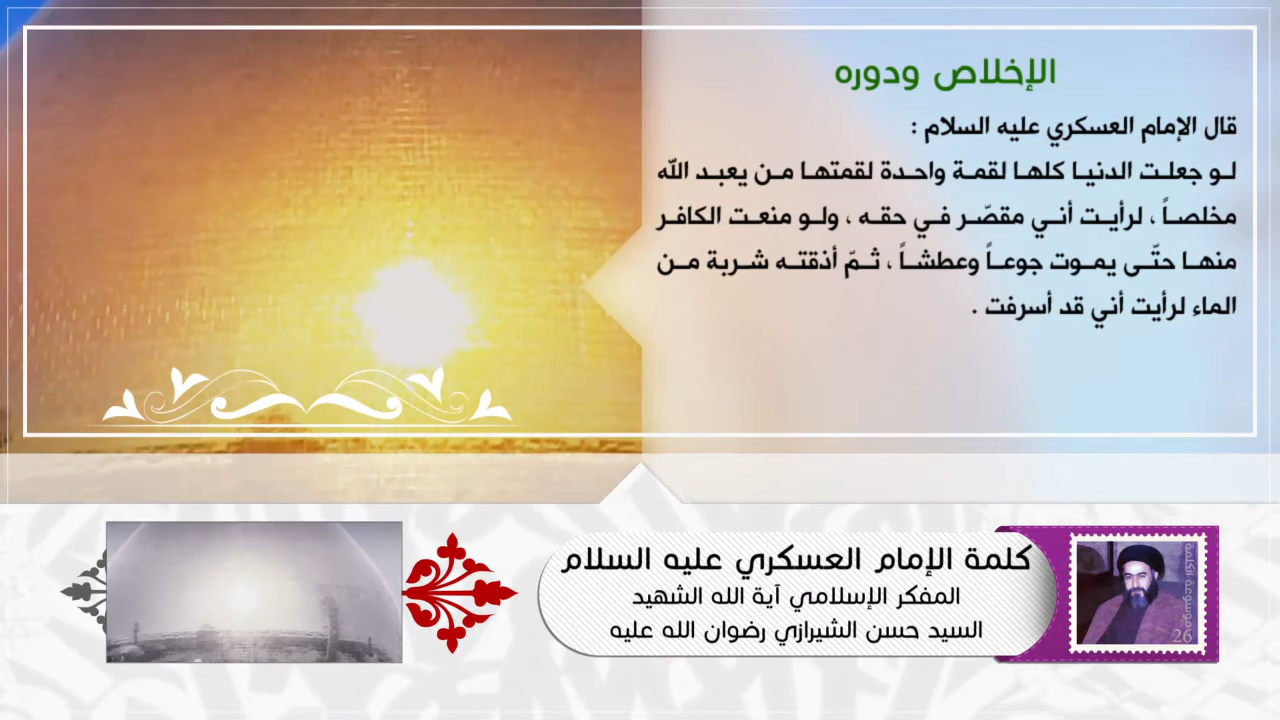 الإخلاص ودوره
قال الإمام العسكري عليه السلام :
لـو جعلـت الدنيـا كلهـا لقمـة واحـدة لقمتهـا مـن يعبـد الله
مخلصـاً ، لرأيـت أنـي مقصّـر فـي حقـه ، ولـو منعـت الكافـر
منهـا حتّـى يمـوت جوعـاً وعطشـاً ، ثـمّ أذقتـه شـربة مـن
الماء لرأيت أني قد أسرفت .
كلمة الإمام العسكري عليه السلام
المفكر الإسلامي آية الله الشهيد
السيد حسن الشيرازي رضوان الله عليه
موسوعة الكلمة
26